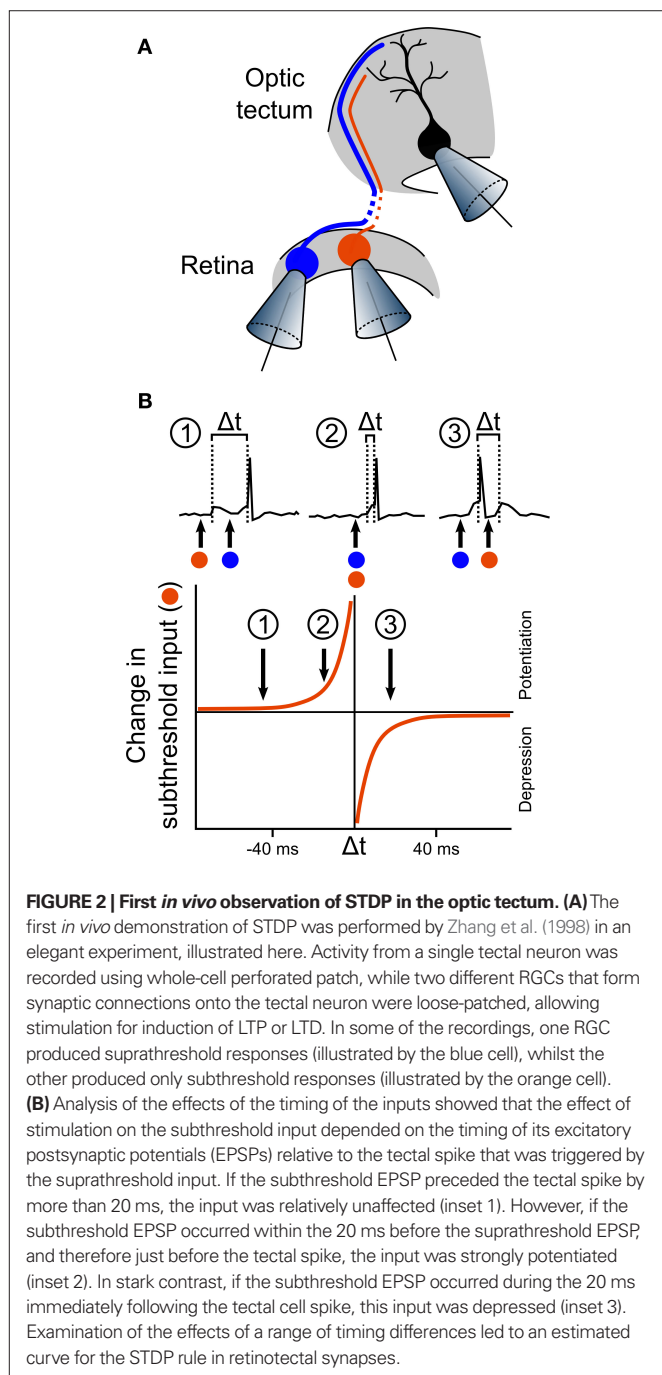 A
Optic
tectum
Retina
B
1 Δt 2 Δt 3 Δt
Change in
subthreshold input ( )
1 2 3
Potentiation
Depression
-40 ms Δt 40 ms
FIGURE 2 | First in vivo observation of STDP in the optic tectum. (A) The
first in vivo demonstration of STDP was performed by Zhang et al. (1998) in an
elegant experiment, illustrated here. Activity from a single tectal neuron was
recorded using whole-cell perforated patch, while two different RGCs that form
synaptic connections onto the tectal neuron were loose-patched, allowing
stimulation for induction of LTP or LTD. In some of the recordings, one RGC
produced suprathreshold responses (illustrated by the blue cell), whilst the
other produced only subthreshold responses (illustrated by the orange cell).
(B) Analysis of the effects of the timing of the inputs showed that the effect of
stimulation on the subthreshold input depended on the timing of its excitatory
postsynaptic potentials (EPSPs) relative to the tectal spike that was triggered by
the suprathreshold input. If the subthreshold EPSP preceded the tectal spike by
more than 20 ms, the input was relatively unaffected (inset 1). However, if the
subthreshold EPSP occurred within the 20 ms before the suprathreshold EPSP,
and therefore just before the tectal spike, the input was strongly potentiated
(inset 2). In stark contrast, if the subthreshold EPSP occurred during the 20 ms
immediately following the tectal cell spike, this input was depressed (inset 3).
Examination of the effects of a range of timing differences led to an estimated
curve for the STDP rule in retinotectal synapses.